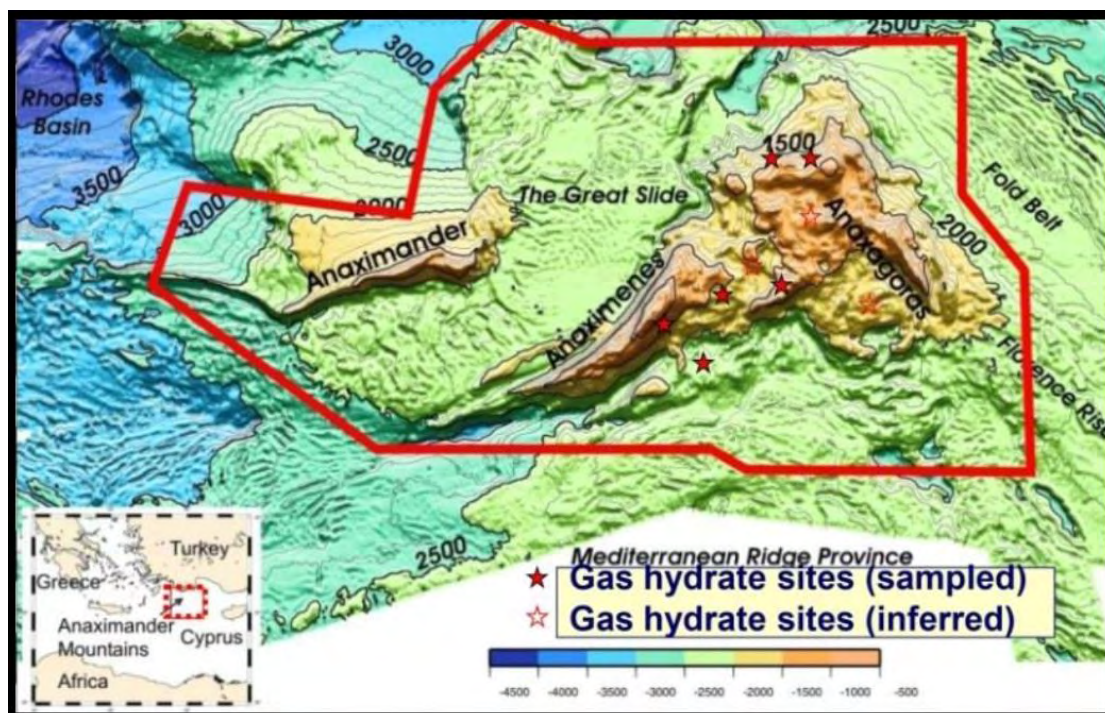 3000
2500
Rhodes
Basin
2500
1500
3500
The Great Slide
Fold Belt
3000
2000
2000
Anaximander
Anaximenes
Anaxagoras
Florence Rise
2500
Mediterranean Ridge Province
Gas hydrate sites (sampled)
Gas hydrate sites (inferred)
Turkey
Greece
Anaximander
Mountains
Cyprus
Africa
-4500 -4000 -3500 -3000 -2500 -2000 -1500 -1000 -500